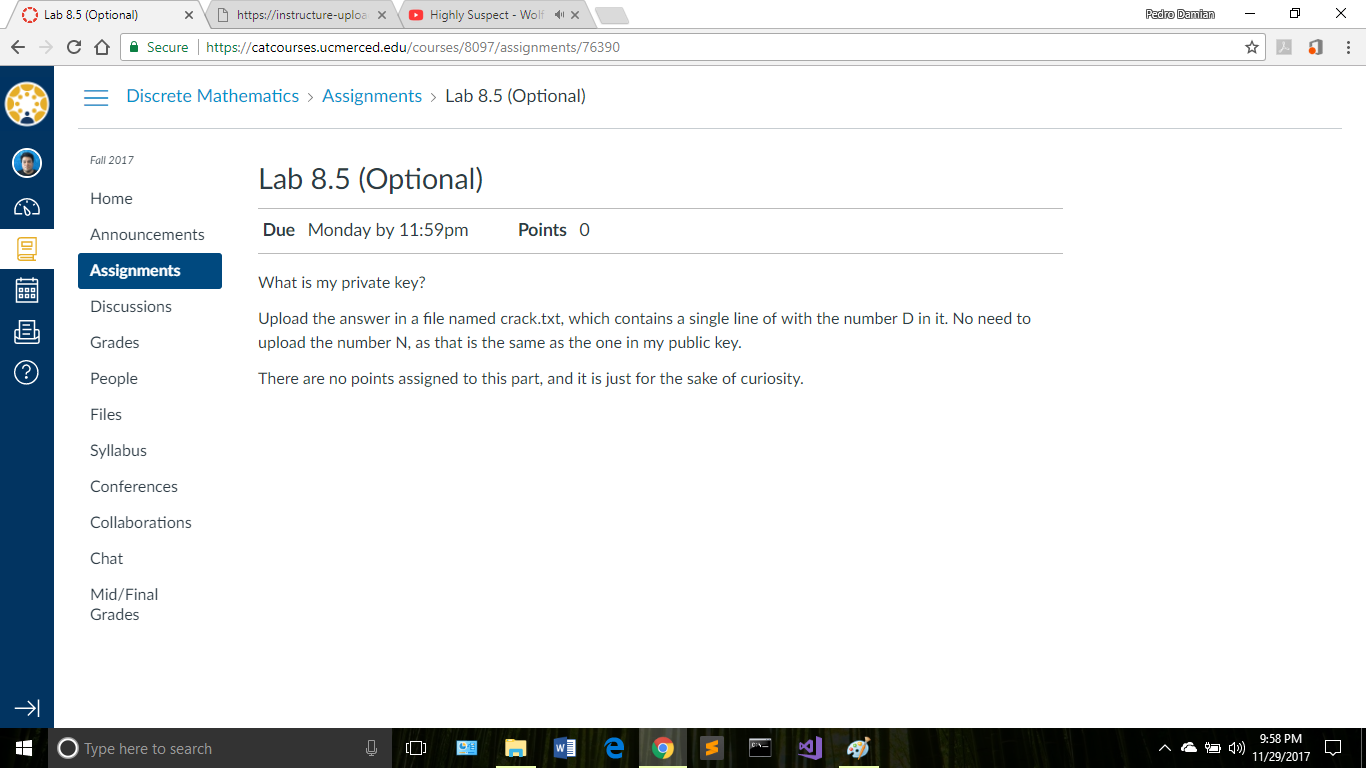 Lab 8.5 (Optional)
https://instructure-uploa
Highly Suspect - Wolf
Pedro Damian
Secure https://catcourses.ucmerced.edu/courses/8097/assignments/76390
Discrete Mathematics > Assignments > Lab 8.5 (Optional)
Fall 2017
Home
Announcements
Assignments
Discussions
Grades
People
Files
Syllabus
Conferences
Collaborations
Chat
Mid/Final
Grades
Lab 8.5 (Optional)
Due Monday by 11:59pm Points 0
What is my private key?
Upload the answer in a file named crack.txt, which contains a single line of with the number D in it. No need to
upload the number N, as that is the same as the one in my public key.
There are no points assigned to this part, and it is just for the sake of curiosity.
Type here to search
9:58 PM
11/29/2017